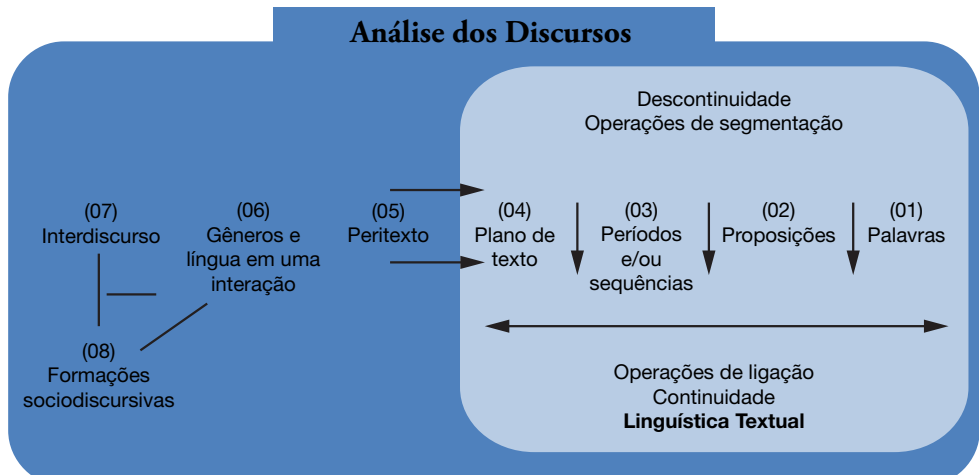 Análise dos Discursos
Descontinuidade
Operações de segmentação
(07)
Interdiscurso
(06)
Gêneros e
língua em uma
interação
(05)
Peritexto
(04)
Plano de
texto
(03)
Períodos
e/ou
sequências
(02)
Proposições
(01)
Palavras
(08)
Formações
sociodiscursivas
Operações de ligação
Continuidade
Linguística Textual